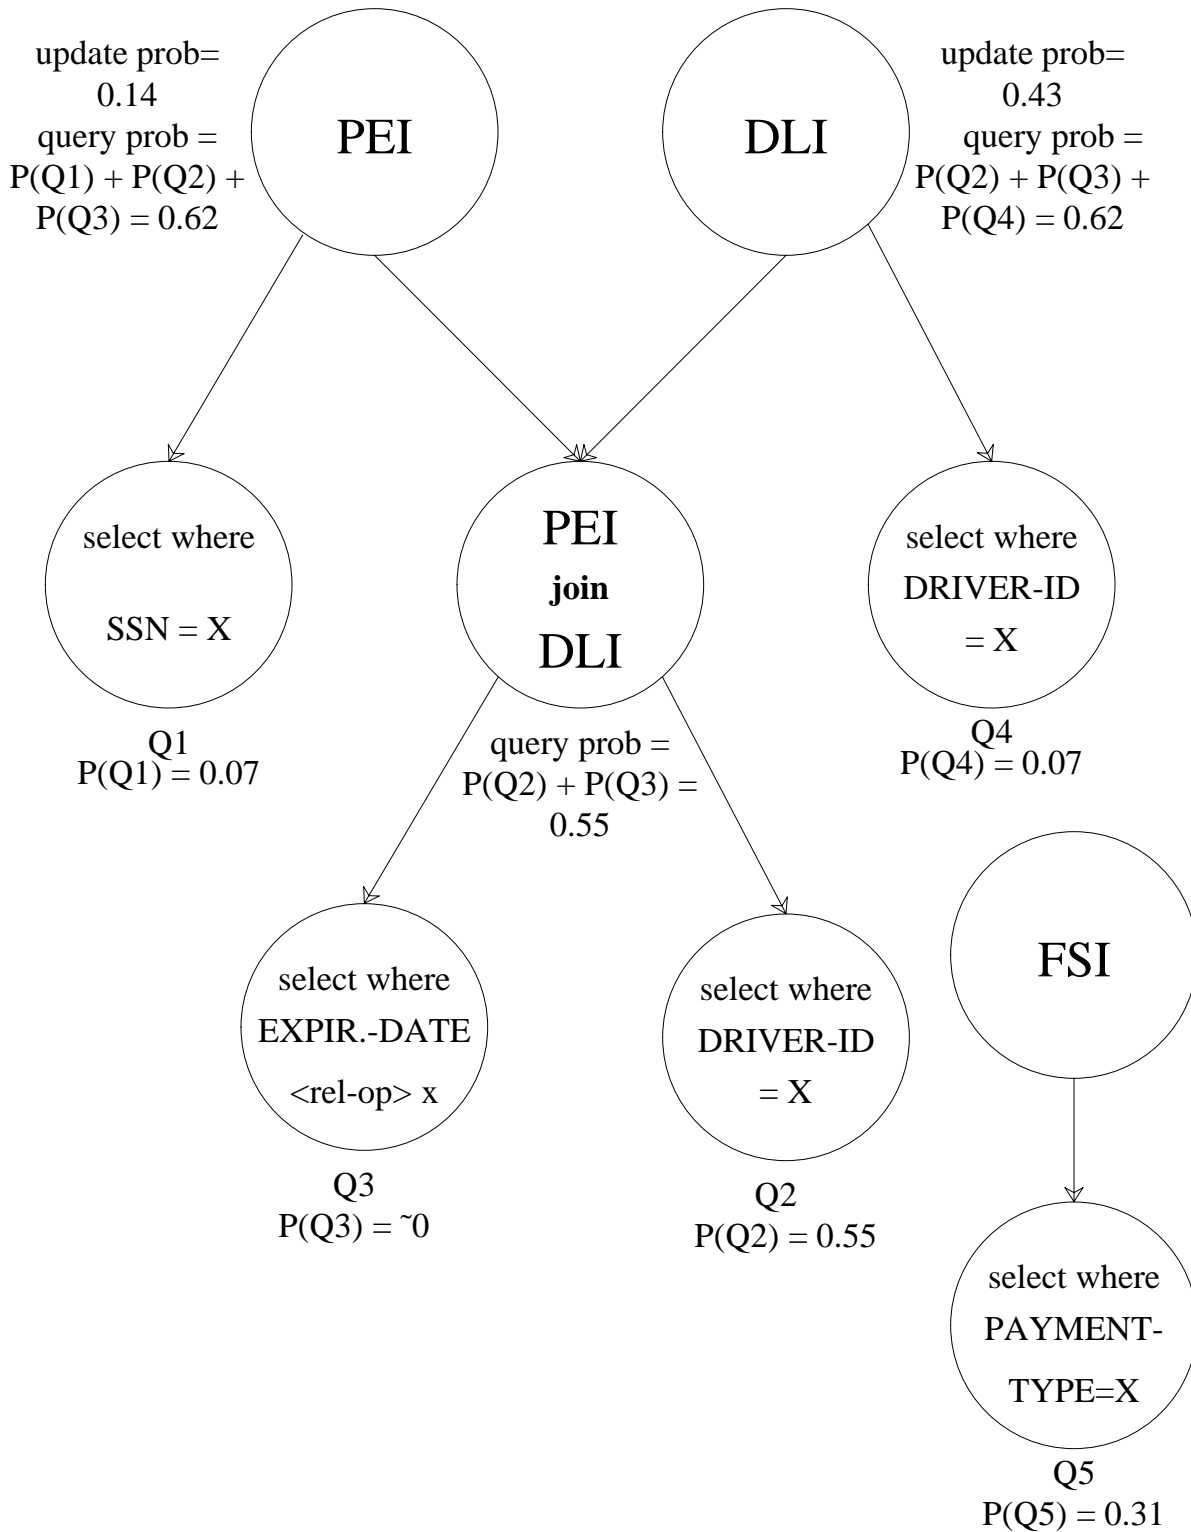 update prob=
0.14
query prob =
P(Q1) + P(Q2) +
P(Q3) = 0.62
PEI
DLI
update prob=
0.43
query prob =
P(Q2) + P(Q3) +
P(Q4) = 0.62
select where
SSN = X
Q1
P(Q1) = 0.07
PEI
join
DLI
query prob =
P(Q2) + P(Q3) =
0.55
select where
DRIVER-ID
= X
Q4
P(Q4) = 0.07
select where
EXPIR.-DATE
<rel-op> x
Q3
P(Q3) = ~0
select where
DRIVER-ID
= X
Q2
P(Q2) = 0.55
FSI
select where
PAYMENT-
TYPE=X
Q5
P(Q5) = 0.31